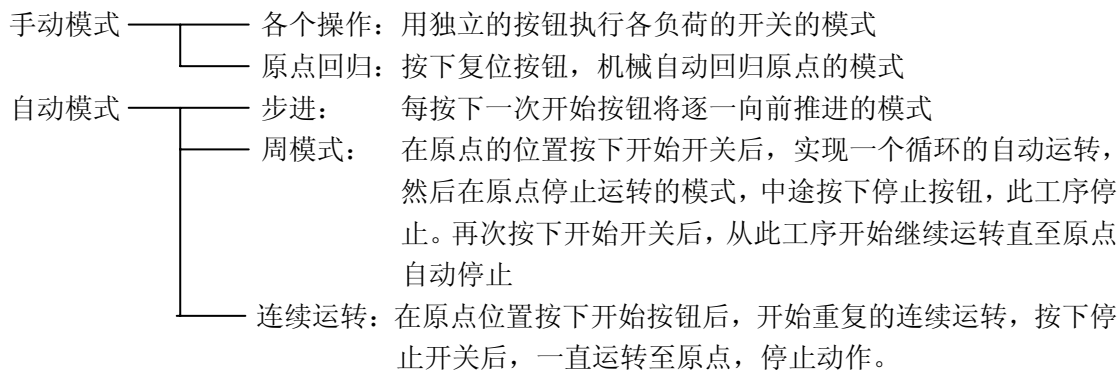 手动模式 各个操作：用独立的按钮执行各负荷的开关的模式
原点回归：按下复位按钮，机械自动回归原点的模式
自动模式 步进： 每按下一次开始按钮将逐一向前推进的模式
周模式： 在原点的位置按下开始开关后，实现一个循环的自动运转，
然后在原点停止运转的模式，中途按下停止按钮，此工序停
止。再次按下开始开关后，从此工序开始继续运转直至原点
自动停止
连续运转：在原点位置按下开始按钮后，开始重复的连续运转，按下停
止开关后，一直运转至原点，停止动作。